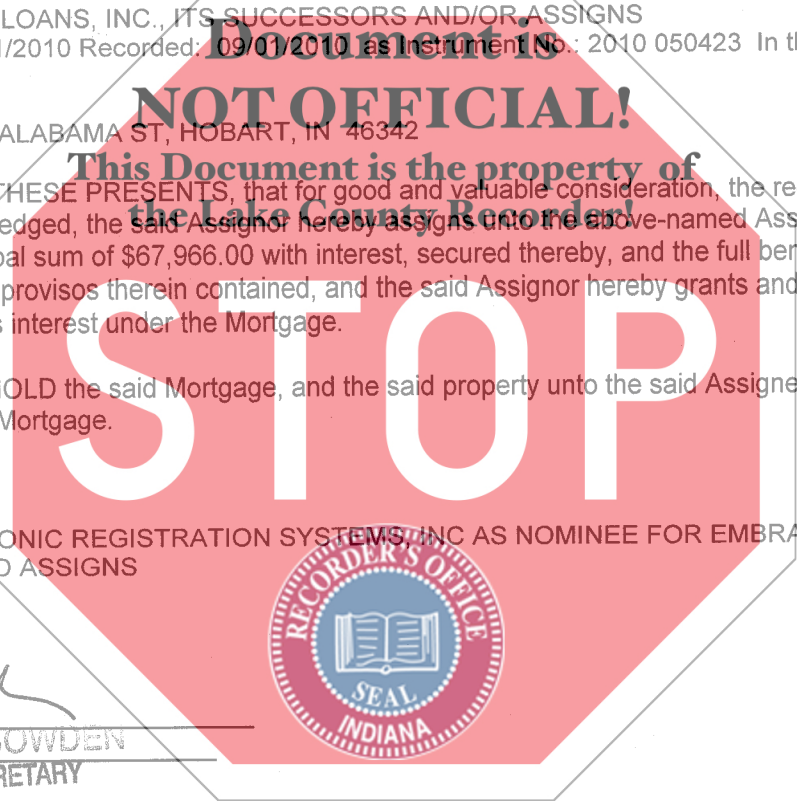 LOANS, INC., ITS SUCCESSORS AND/OR ASSIGNS
1/2010 Recorded: 09/01/2010 as Instrument No.: 2010 050423 In t
Document is
NOT OFFICIAL!
ALABAMA ST, HOBART, IN 46342
This Document is the property of
the Lake County Recorder!
THESE PRESENTS, that for good and valuable consideration, the re
edged, the said Assignor hereby assigns unto the above-named Ass
pal sum of $67,966.00 with interest, secured thereby, and the full ber
provisos therein contained, and the said Assignor hereby grants and
s interest under the Mortgage.
STOP
OLD the said Mortgage, and the said property unto the said Assigne
Mortgage.
ONIC REGISTRATION SYSTEMS, INC AS NOMINEE FOR EMBRA
D ASSIGNS
RECORDER'S OFFICE
SEAL
INDIANA
OWDEN
RETARY